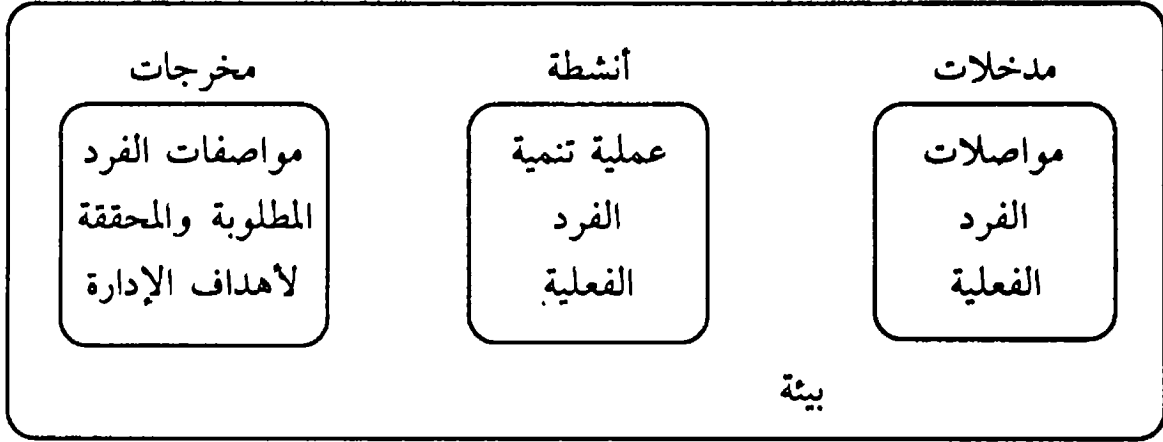 مدخلات
مواصلات
الفرد
الفعلية
أنشطة
عملية تنمية
الفرد
الفعلية
مخرجات
مواصفات الفرد
المطلوبة والمحققة
لأهداف الإدارة
بيئة